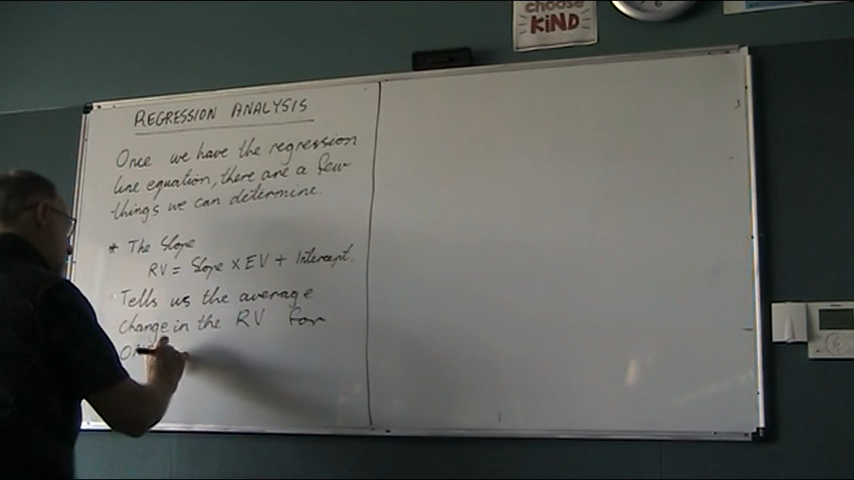 choose
KiND
REGRESSION ANALYSIS
Once we have the regression
line equation, there are a few
things we can determine.
* The Slope
RV = Slope × EV + Intercept.
Tells us the average
change in the RV for